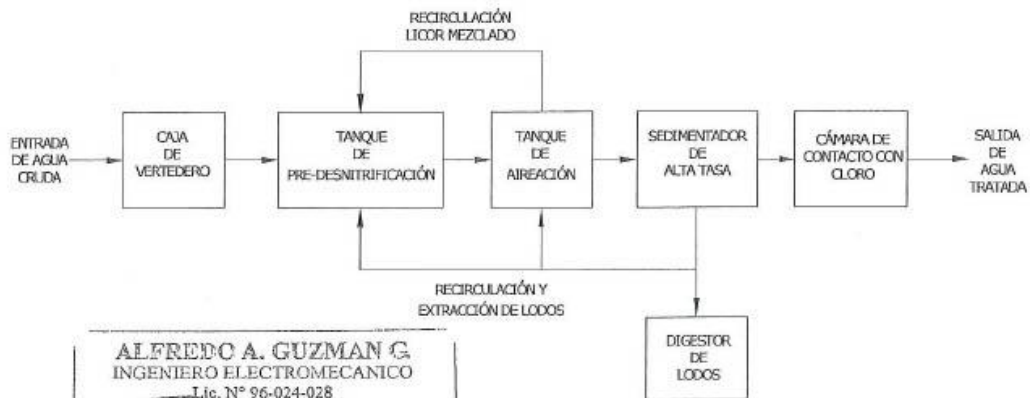 RECIRCULACIÓN
LICOR MEZCLADO
ENTRADA
DE AGUA
CRUDA
CAJA
DE
VERTEDERO
TANQUE
DE
PRE-DESNITRIFICACIÓN
TANQUE
DE
AIREACIÓN
SEDIMENTADOR
DE
ALTA TASA
CÁMARA DE
CONTACTO CON
CLORO
SALIDA
DE
AGUA
TRATADA
RECIRCULACIÓN Y
EXTRACCIÓN DE LODOS
DIGESTOR
DE
LODOS
ALFREDO A. GUZMAN G.
INGENIERO ELECTROMECANICO
Lic. N° 96-024-028